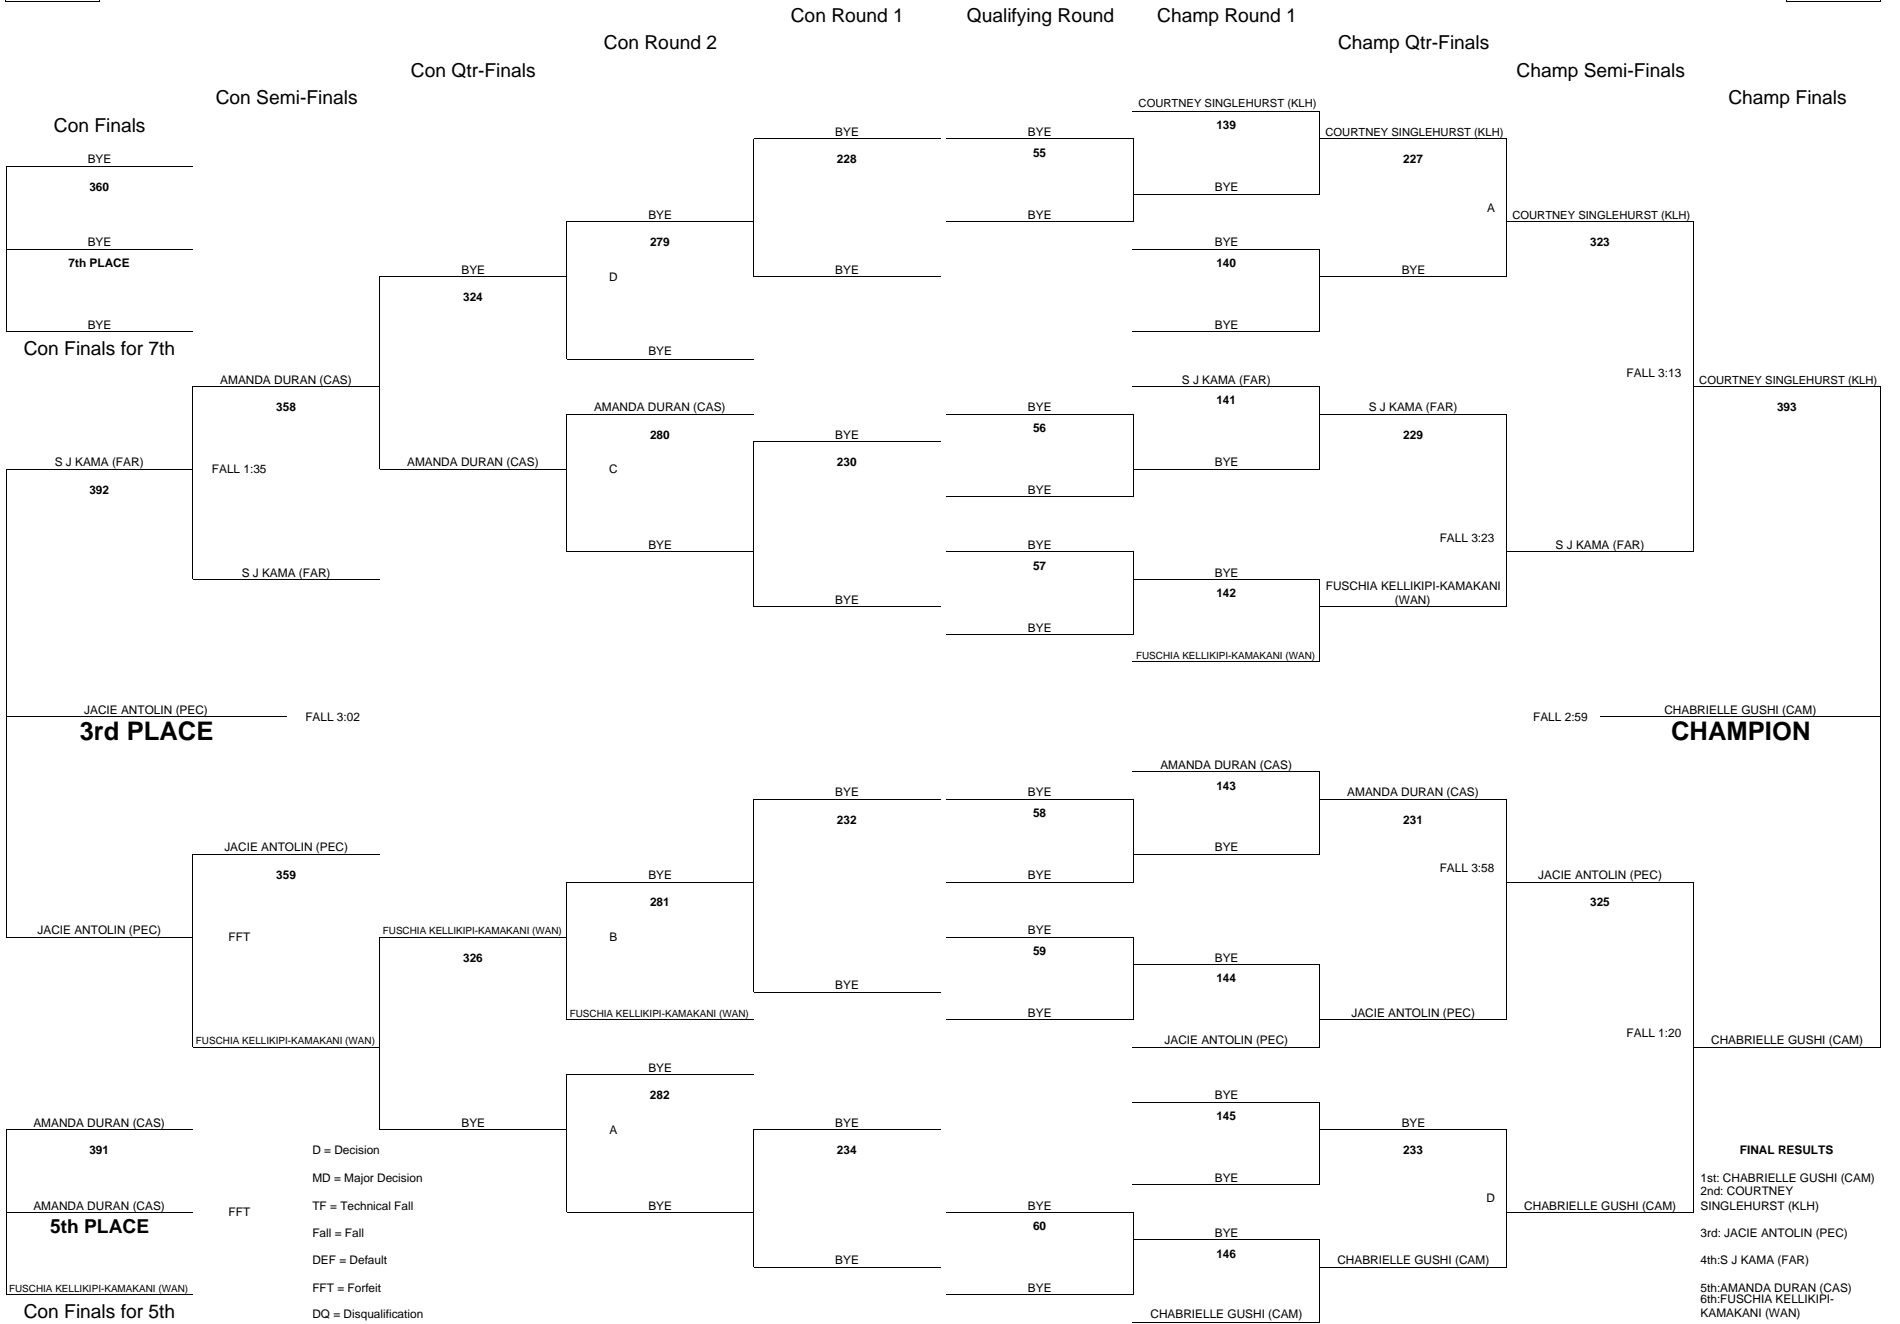 Con Round 1
Qualifying Round
Champ Round 1
Con Round 2
Champ Qtr-Finals
Con Qtr-Finals
Champ Semi-Finals
Con Semi-Finals
Champ Finals
Con Finals
BYE
360
BYE
7th PLACE
BYE
Con Finals for 7th
S J KAMA (FAR)
392
JACIE ANTOLIN (PEC)
3rd PLACE
FALL 3:02
JACIE ANTOLIN (PEC)
AMANDA DURAN (CAS)
391
AMANDA DURAN (CAS)
5th PLACE
FFT
FUSCHIA KELLIKIPI-KAMAKANI (WAN)
Con Finals for 5th
AMANDA DURAN (CAS)
358
FALL 1:35
S J KAMA (FAR)
JACIE ANTOLIN (PEC)
359
FFT
FUSCHIA KELLIKIPI-KAMAKANI (WAN)
D = Decision
MD = Major Decision
TF = Technical Fall
Fall = Fall
DEF = Default
FFT = Forfeit
DQ = Disqualification
BYE
324
AMANDA DURAN (CAS)
FUSCHIA KELLIKIPI-KAMAKANI (WAN)
326
BYE
BYE
279
D
BYE
AMANDA DURAN (CAS)
280
C
BYE
BYE
281
B
FUSCHIA KELLIKIPI-KAMAKANI (WAN)
BYE
282
A
BYE
BYE
228
BYE
BYE
230
BYE
BYE
232
BYE
BYE
234
BYE
BYE
55
BYE
BYE
56
BYE
BYE
57
BYE
BYE
58
BYE
BYE
59
BYE
BYE
60
BYE
COURTNEY SINGLEHURST (KLH)
139
BYE
BYE
140
BYE
S J KAMA (FAR)
141
BYE
BYE
142
FUSCHIA KELLIKIPI-KAMAKANI (WAN)
AMANDA DURAN (CAS)
143
BYE
BYE
144
JACIE ANTOLIN (PEC)
BYE
145
BYE
BYE
146
CHABRIELLE GUSHI (CAM)
COURTNEY SINGLEHURST (KLH)
227
A
BYE
S J KAMA (FAR)
229
FALL 3:23
FUSCHIA KELLIKIPI-KAMAKANI
(WAN)
AMANDA DURAN (CAS)
231
FALL 3:58
JACIE ANTOLIN (PEC)
BYE
233
D
CHABRIELLE GUSHI (CAM)
COURTNEY SINGLEHURST (KLH)
323
FALL 3:13
S J KAMA (FAR)
JACIE ANTOLIN (PEC)
325
FALL 1:20
CHABRIELLE GUSHI (CAM)
COURTNEY SINGLEHURST (KLH)
393
FALL 2:59
CHABRIELLE GUSHI (CAM)
CHAMPION
CHABRIELLE GUSHI (CAM)
FINAL RESULTS
1st: CHABRIELLE GUSHI (CAM)
2nd: COURTNEY
SINGLEHURST (KLH)
3rd: JACIE ANTOLIN (PEC)
4th:S J KAMA (FAR)
5th:AMANDA DURAN (CAS)
6th:FUSCHIA KELLIKIPI-
KAMAKANI (WAN)